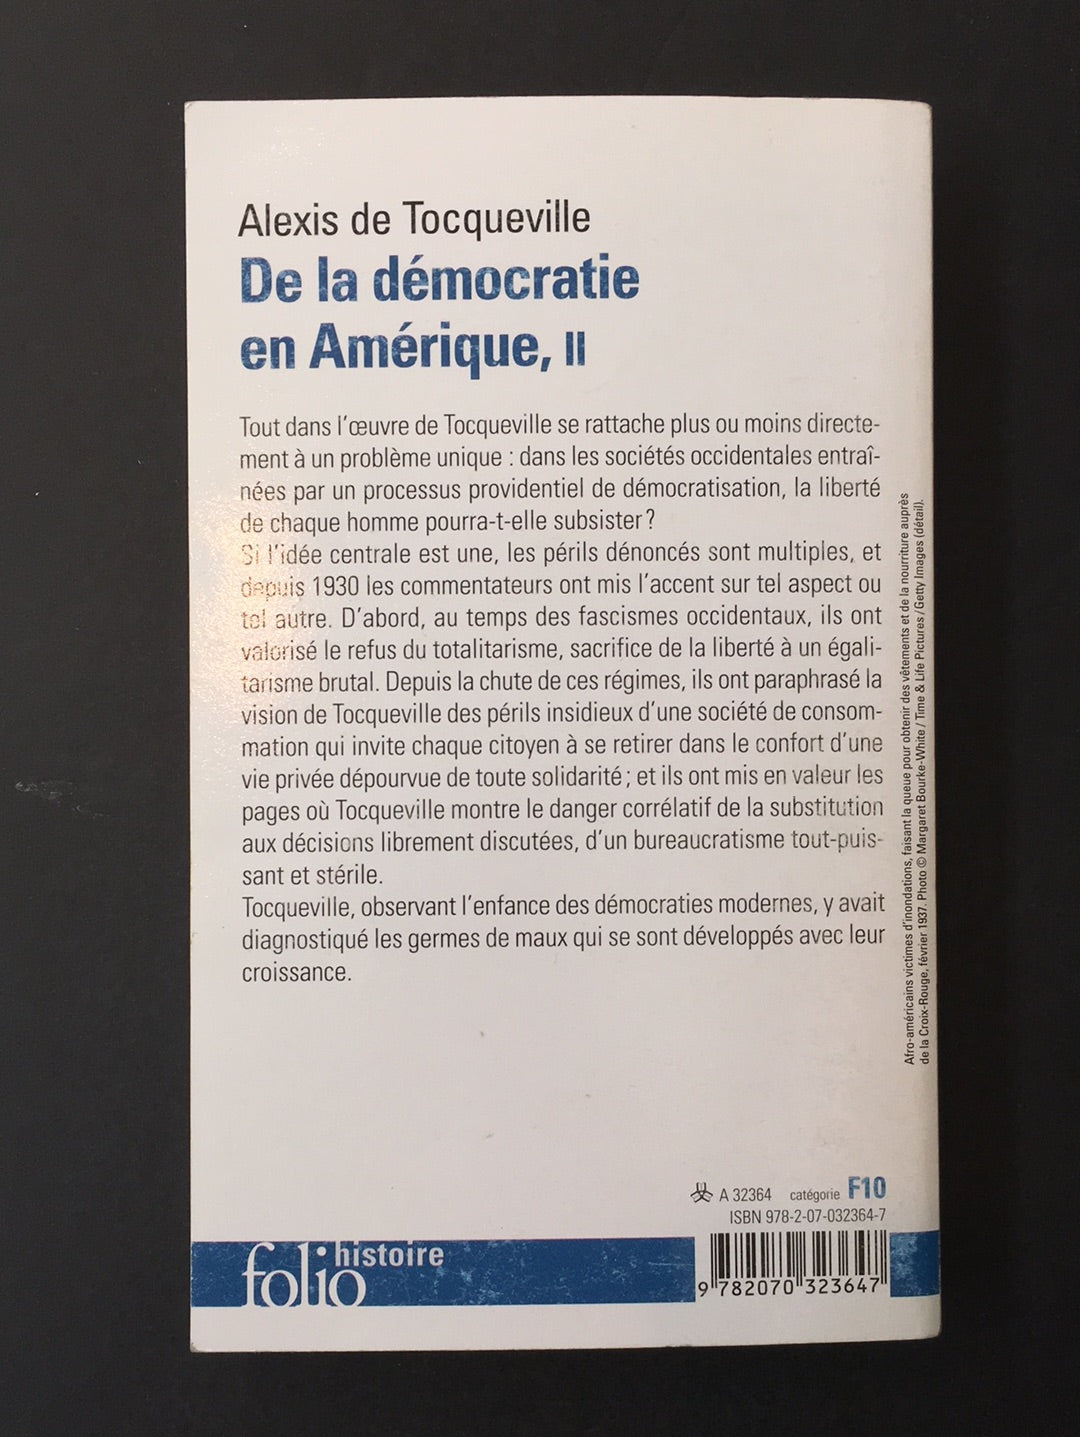 Alexis de Tocqueville
De la démocratie
en Amérique, II
Tout dans l'œuvre de Tocqueville se rattache plus ou moins directe-
ment à un problème unique : dans les sociétés occidentales entraî-
nées par un processus providentiel de démocratisation, la liberté
de chaque homme pourra-t-elle subsister ?
Si l'idée centrale est une, les périls dénoncés sont multiples, et
depuis 1930 les commentateurs ont mis l'accent sur tel aspect ou
tel autre. D'abord, au temps des fascismes occidentaux, ils ont
valorisé le refus du totalitarisme, sacrifice de la liberté à un égali-
tarisme brutal. Depuis la chute de ces régimes, ils ont paraphrasé la
vision de Tocqueville des périls insidieux d'une société de consom-
mation qui invite chaque citoyen à se retirer dans le confort d'une
vie privée dépourvue de toute solidarité ; et ils ont mis en valeur les
pages où Tocqueville montre le danger corrélatif de la substitution
aux décisions librement discutées, d'un bureaucratisme tout-puis-
sant et stérile.
Tocqueville, observant l'enfance des démocraties modernes, y avait
diagnostiqué les germes de maux qui se sont développés avec leur
croissance.
Afro-américains victimes d'inondations, faisant la queue pour obtenir des vêtements et de la nourriture auprès
de la Croix-Rouge, février 1937. Photo © Margaret Bourke-White / Time & Life Pictures / Getty Images (détail).
A 32364 catégorie F10
ISBN 978-2-07-032364-7
folio histoire
9 782070 323647